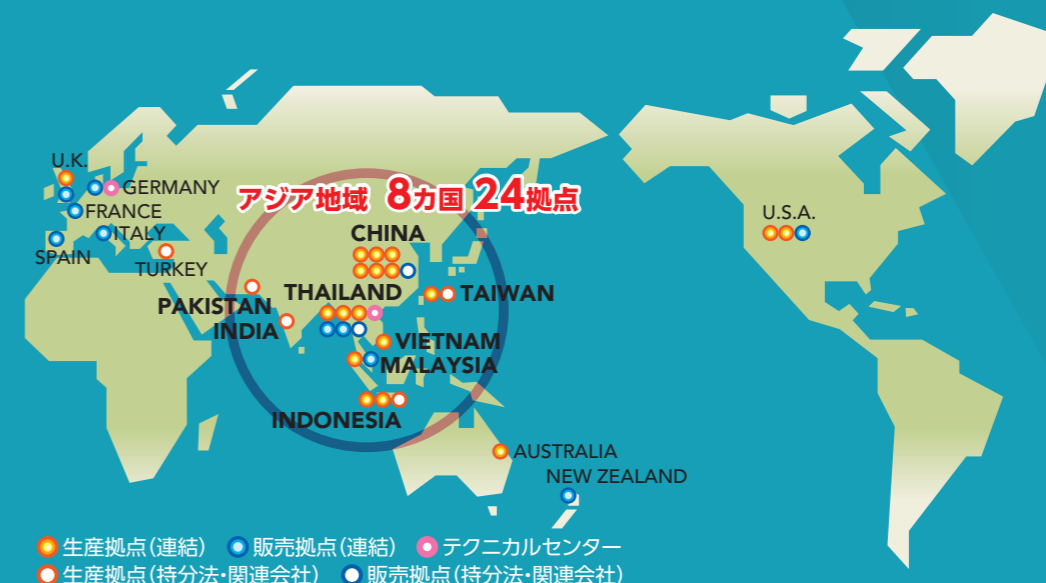 U.K.
GERMANY
FRANCE
ITALY
SPAIN
TURKEY
アジア地域 8カ国 24拠点
CHINA
THAILAND
TAIWAN
PAKISTAN
INDIA
VIETNAM
MALAYSIA
INDONESIA
U.S.A.
AUSTRALIA
NEW ZEALAND
生産拠点(連結) 販売拠点(連結) テクニカルセンター
生産拠点(持分法・関連会社) 販売拠点(持分法・関連会社)